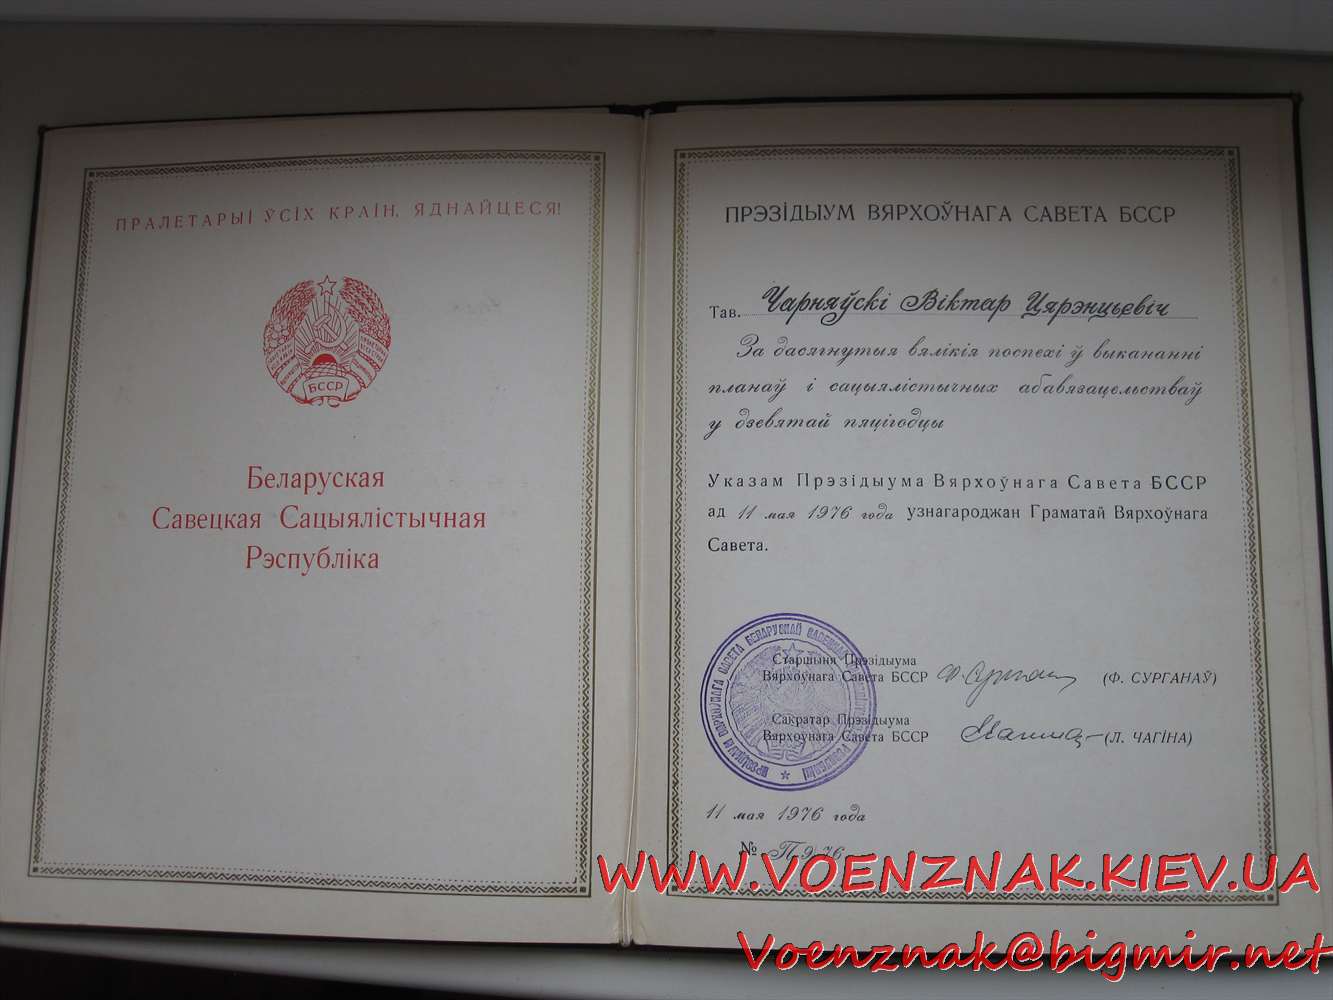 ПРАЛЕТАРЫІ ЎСІХ КРАІН, ЯДНАЙЦЕСЯ!
БССР
Беларуская
Савецкая Сацыялістычная
Рэспубліка
ПРЭЗІДЫУМ ВЯРХОЎНАГА САВЕТА БССР
Тав. Чарняўскі Віктар Цярэнцьевіч
За дасягнутыя вялікія поспехі ў выкананні
планаў і сацыялістычных абавязацельстваў
у дзевятай пяцігодцы
Указам Прэзідыума Вярхоўнага Савета БССР
ад 11 мая 1976 года узнагароджан Граматай Вярхоўнага
Савета.
Старшыня Прэзідыума
Вярхоўнага Савета БССР (Ф. СУРГАНАЎ)
Сакратар Прэзідыума
Вярхоўнага Савета БССР (Л. ЧАГІНА)
11 мая 1976 года
№
WWW.VOENZNAK.KIEV.UA
Voenznak@bigmir.net